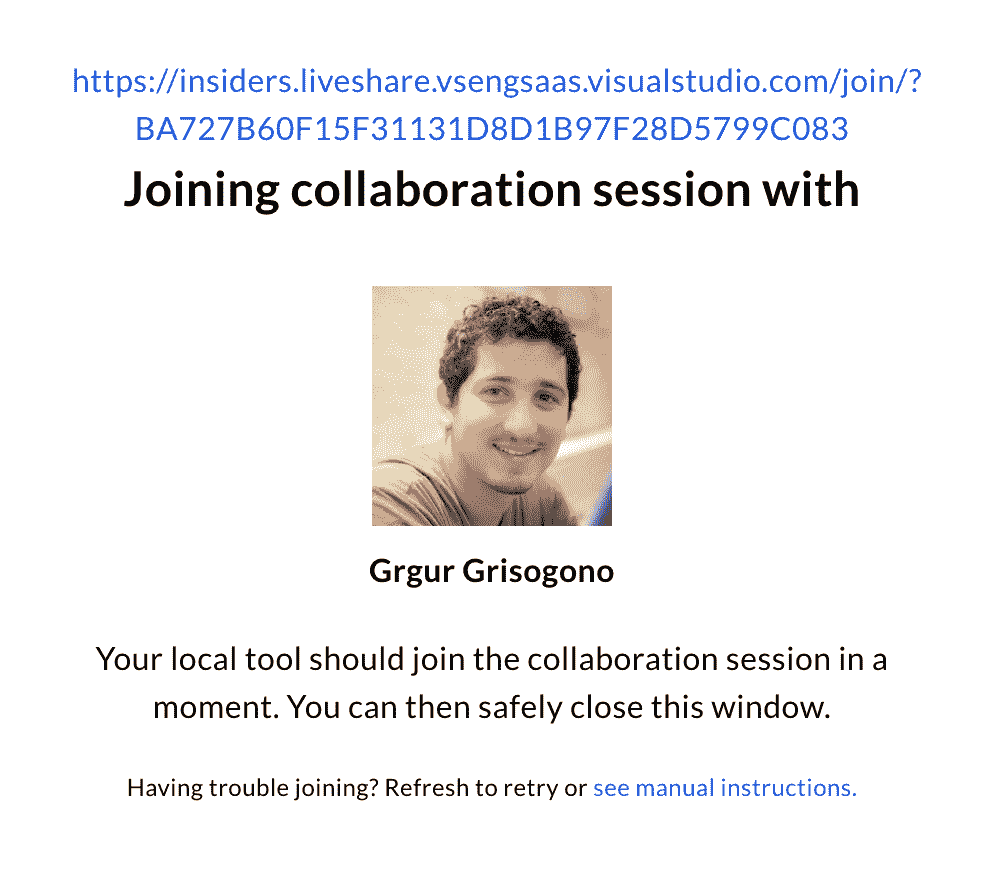 https://insiders.liveshare.vsengsaas.visualstudio.com/join/?
BA727B60F15F31131D8D1B97F28D5799C083
Joining collaboration session with
Grgur Grisogono
Your local tool should join the collaboration session in a
moment. You can then safely close this window.
Having trouble joining? Refresh to retry or see manual instructions.